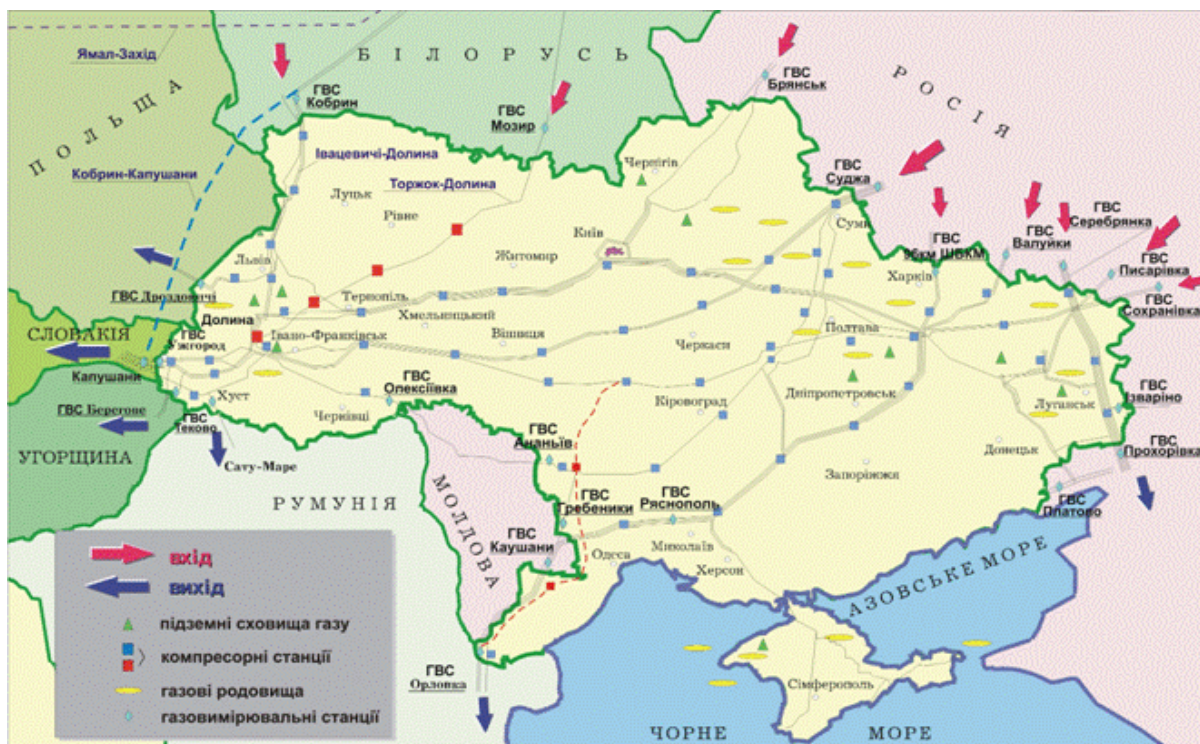 Ямал-Захід
БІЛОРУСЬ
ПОЛЬЩА
РОСІЯ
ГВС
Кобрин
ГВС
Мозир
ГВС
Брянськ
Івацевичі-Долина
Кобрин-Капушани
Торжок-Долина
Чернігів
ГВС
Суджа
Луцьк
Рівне
Київ
Суми
ГВС
Серебрянка
ГВС
Валуйки
ГВС
96км ШБКМ
ГВС
Писарівка
Житомир
Львів
Харків
ГВС Дроздовичі
Тернопіль
ГВС
Сохранівка
Долина
Хмельницький
СЛОВАКІЯ
ГВС
Ужгород
Івано-Франківськ
Вінниця
Полтава
Черкаси
Капушани
Хуст
ГВС
Олексіївка
Дніпропетровськ
Луганськ
ГВС
Ізваріно
ГВС Берегове
ГВС
Теково
Чернівці
Кіровоград
ГВС
Ананьїв
Донецьк
ГВС
Прохорівка
УГОРЩИНА
Сату-Маре
Запоріжжя
РУМУНІЯ
МОЛДОВА
ГВС
Гребеники
ГВС
Ряснополь
ГВС
Платово
ГВС
Каушани
Одеса
Миколаїв
Херсон
АЗОВСЬКЕ МОРЕ
вхід
вихід
підземні сховища газу
компресорні станції
газові родовища
газовимірювальні станції
ГВС
Орловка
Сімферополь
ЧОРНЕ МОРЕ